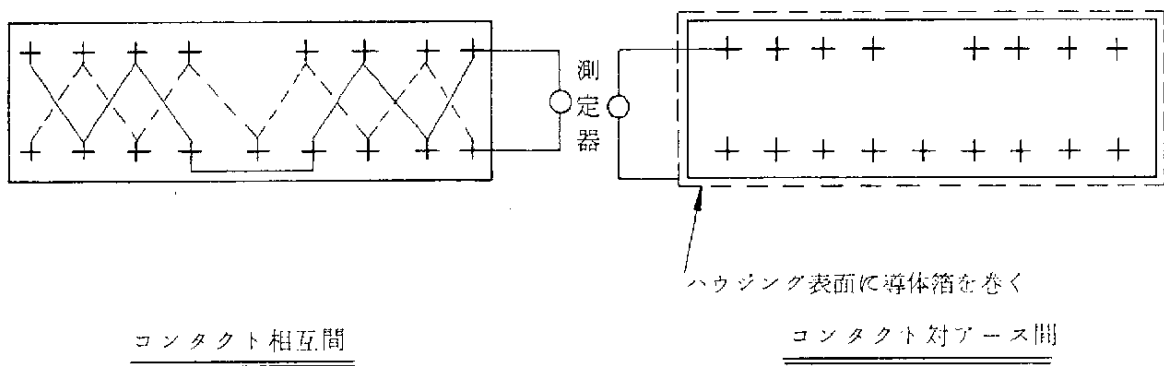 測定器
ハウジング表面に導体箔を巻く
コンタクト相互間
コンタクト対アース間